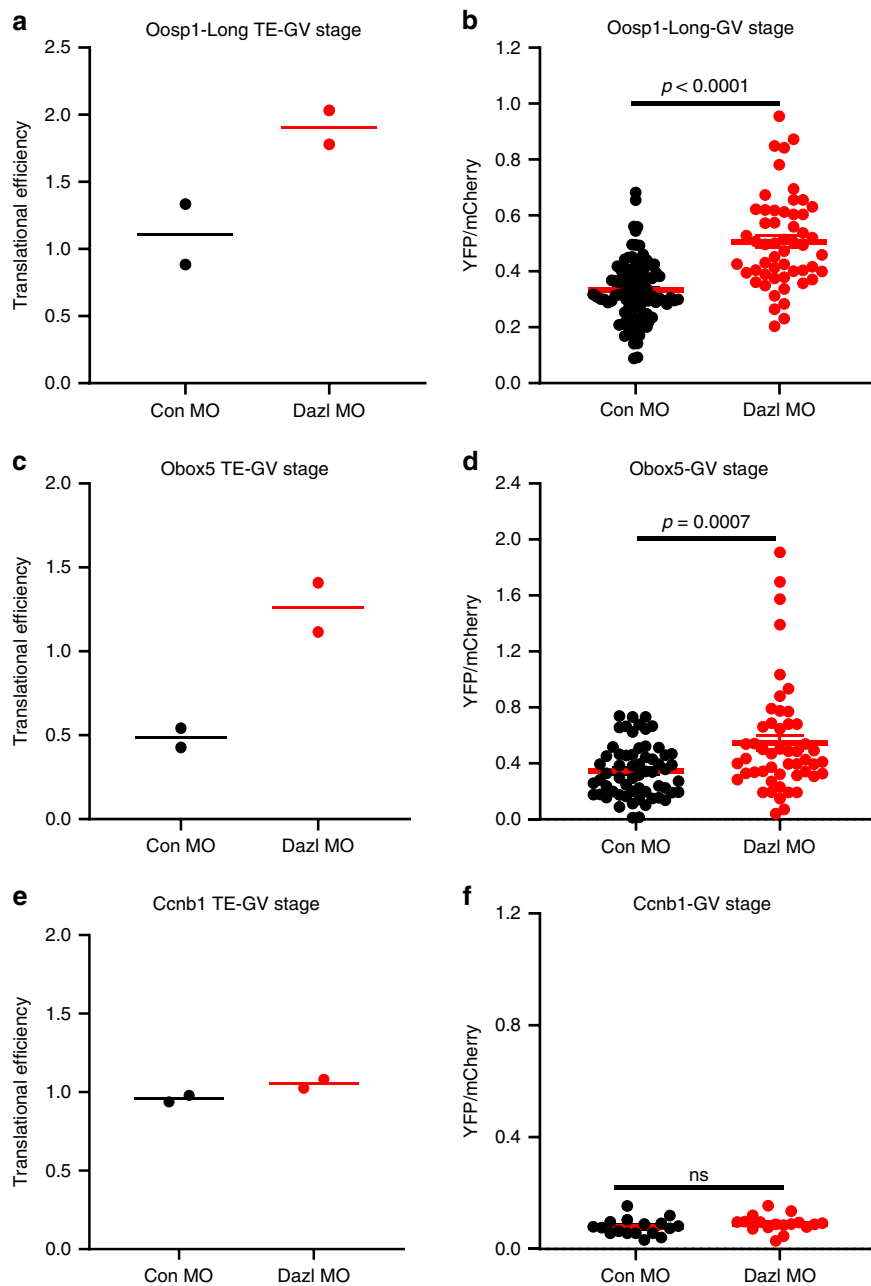 a
Oosp1-Long TE-GV stage
2.5
2.0
1.5
1.0
0.5
0.0
Translational efficiency
Con MO
Dazl MO
b
Oosp1-Long-GV stage
1.2
1.0
0.8
0.6
0.4
0.2
0.0
YFP/mCherry
p < 0.0001
Con MO
Dazl MO
c
Obox5 TE-GV stage
2.0
1.5
1.0
0.5
0.0
Translational efficiency
Con MO
Dazl MO
d
Obox5-GV stage
2.4
2.0
1.6
1.2
0.8
0.4
0.0
YFP/mCherry
p = 0.0007
Con MO
Dazl MO
e
Ccnb1 TE-GV stage
2.0
1.5
1.0
0.5
0.0
Translational efficiency
Con MO
Dazl MO
f
Ccnb1-GV stage
1.2
0.8
0.4
0.0
YFP/mCherry
ns
Con MO
Dazl MO